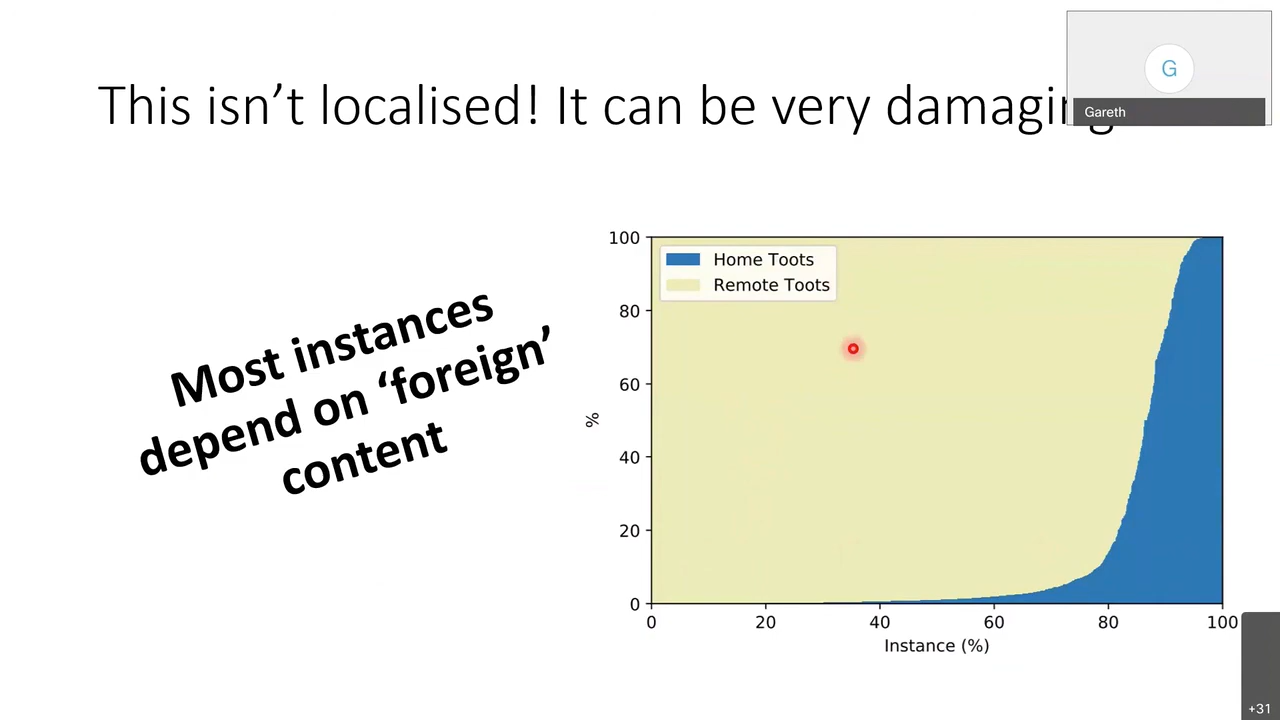 This isn’t localised! It can be very damaging
G
Gareth
Most instances
depend on ‘foreign’
content
100
80
60
40
20
0
%
Home Toots
Remote Toots
0 20 40 60 80 100
Instance (%)
+31